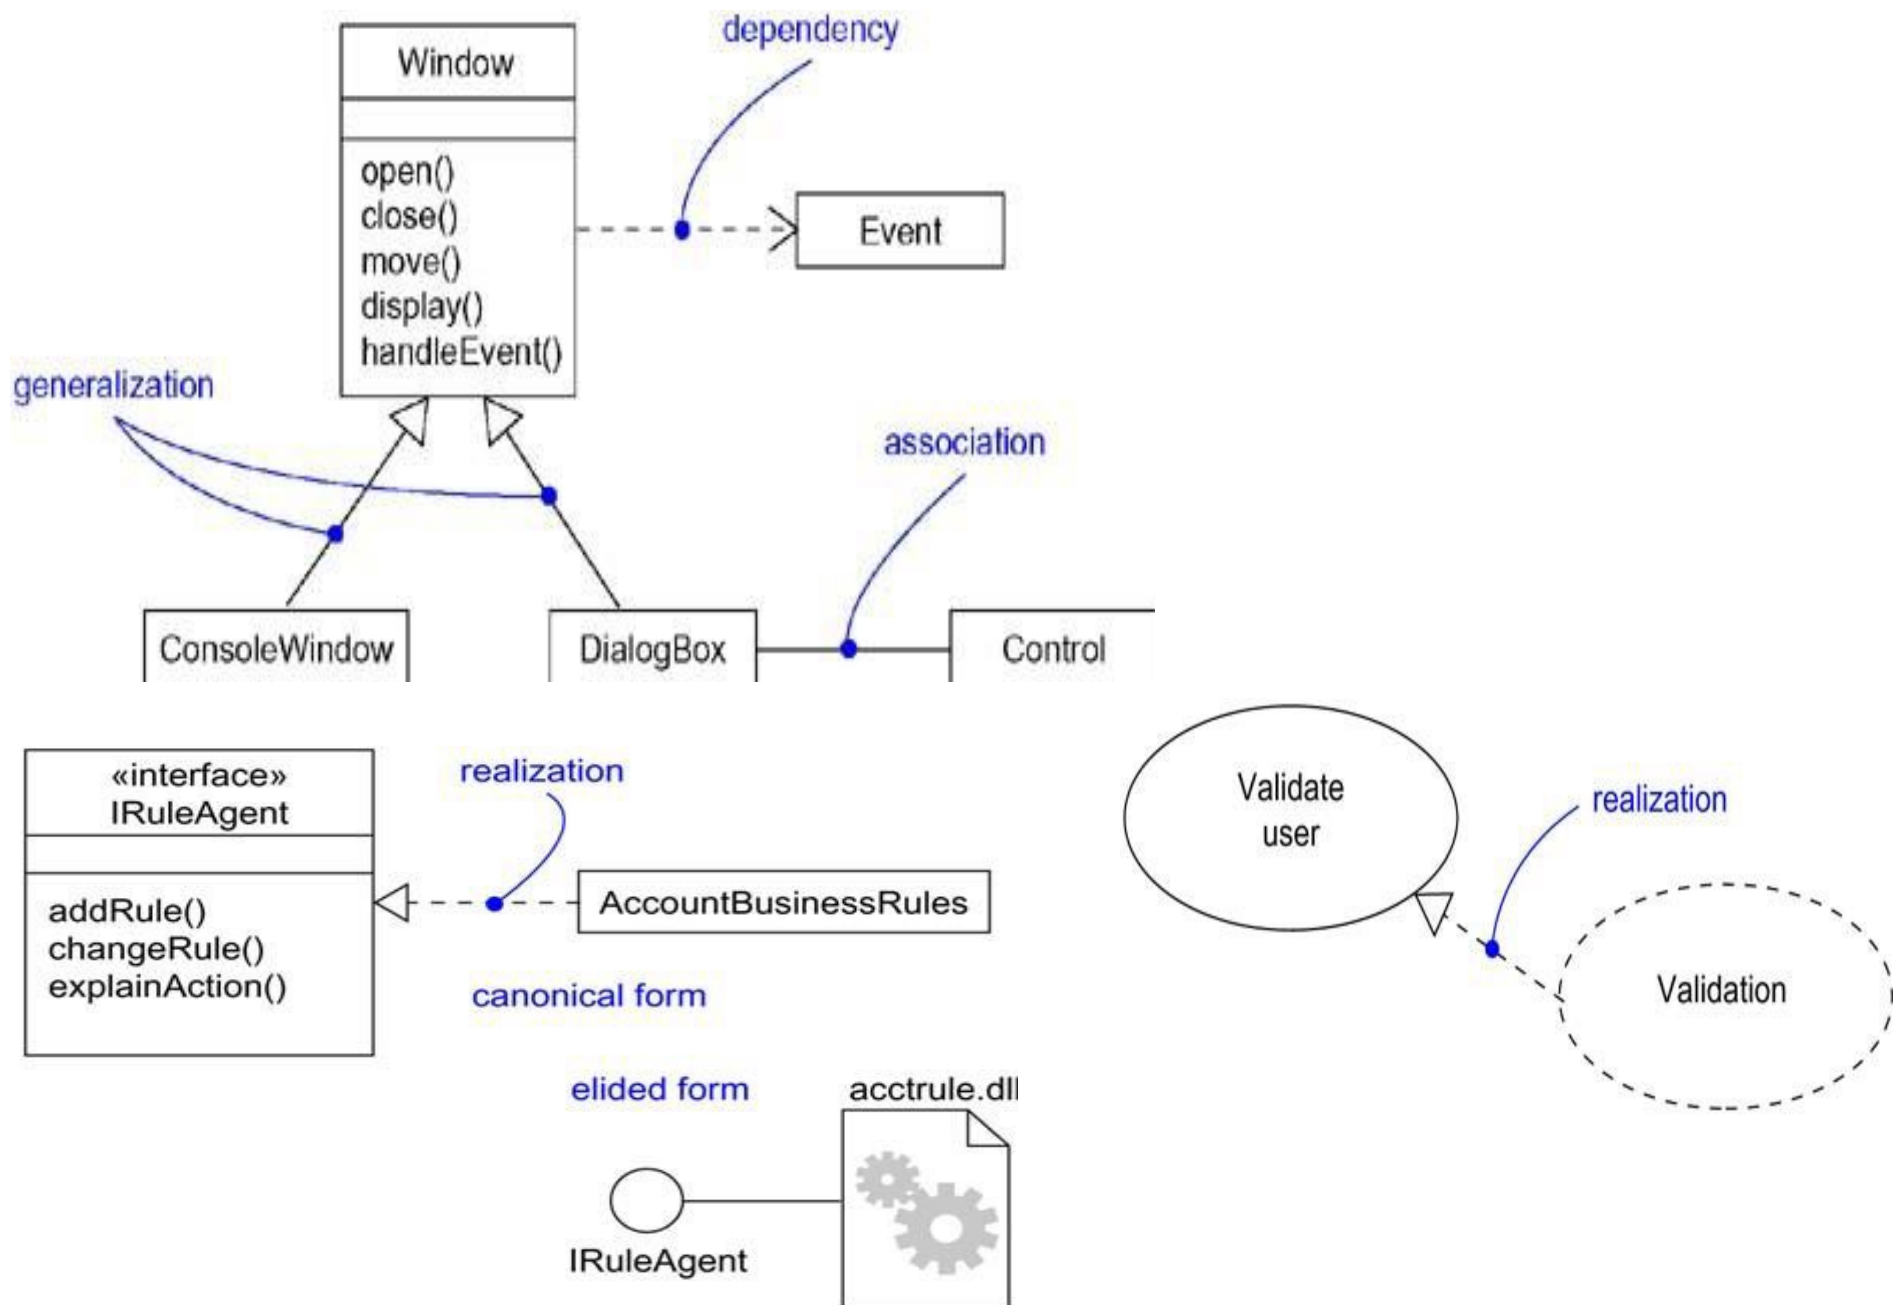 dependency
Window
open()
close()
move()
display()
handleEvent()
Event
generalization
association
ConsoleWindow
DialogBox
Control
«interface»
IRuleAgent
addRule()
changeRule()
explainAction()
realization
AccountBusinessRules
canonical form
elided form
acctrule.dll
IRuleAgent
Validate
user
realization
Validation